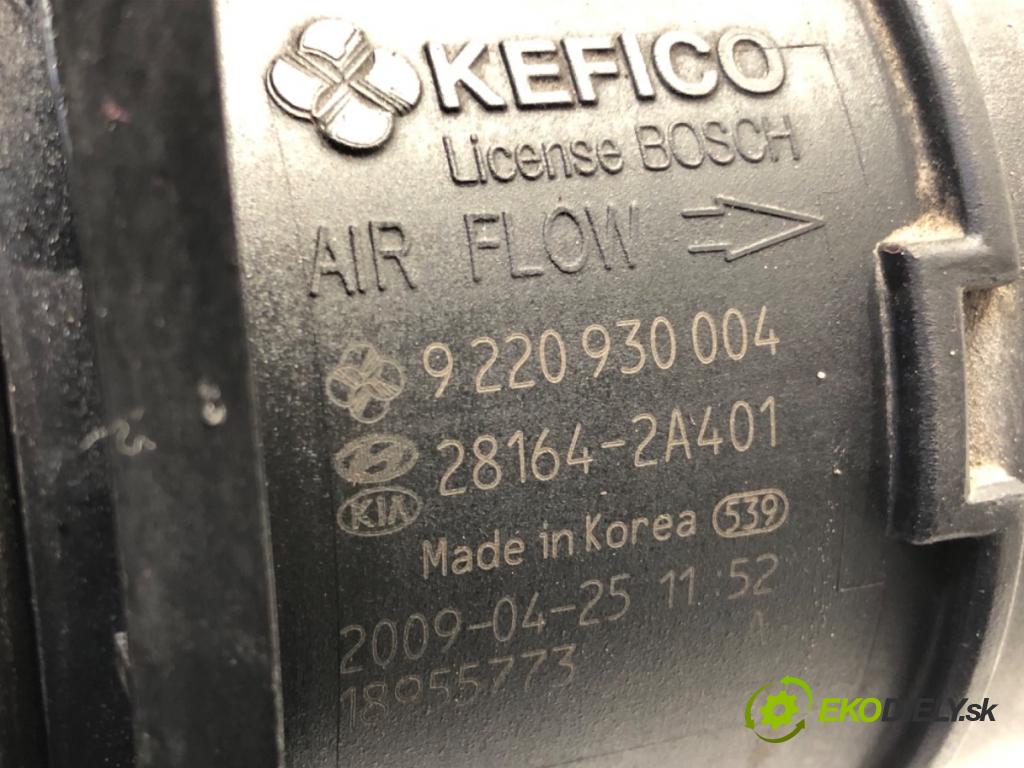 KEFICO
License BOSCH
AIR FLOW
9 220 930 004
28164-2A401
KIA
Made in Korea 539
2009-04-25 11:52
A
18955773
EKODIELY.sk